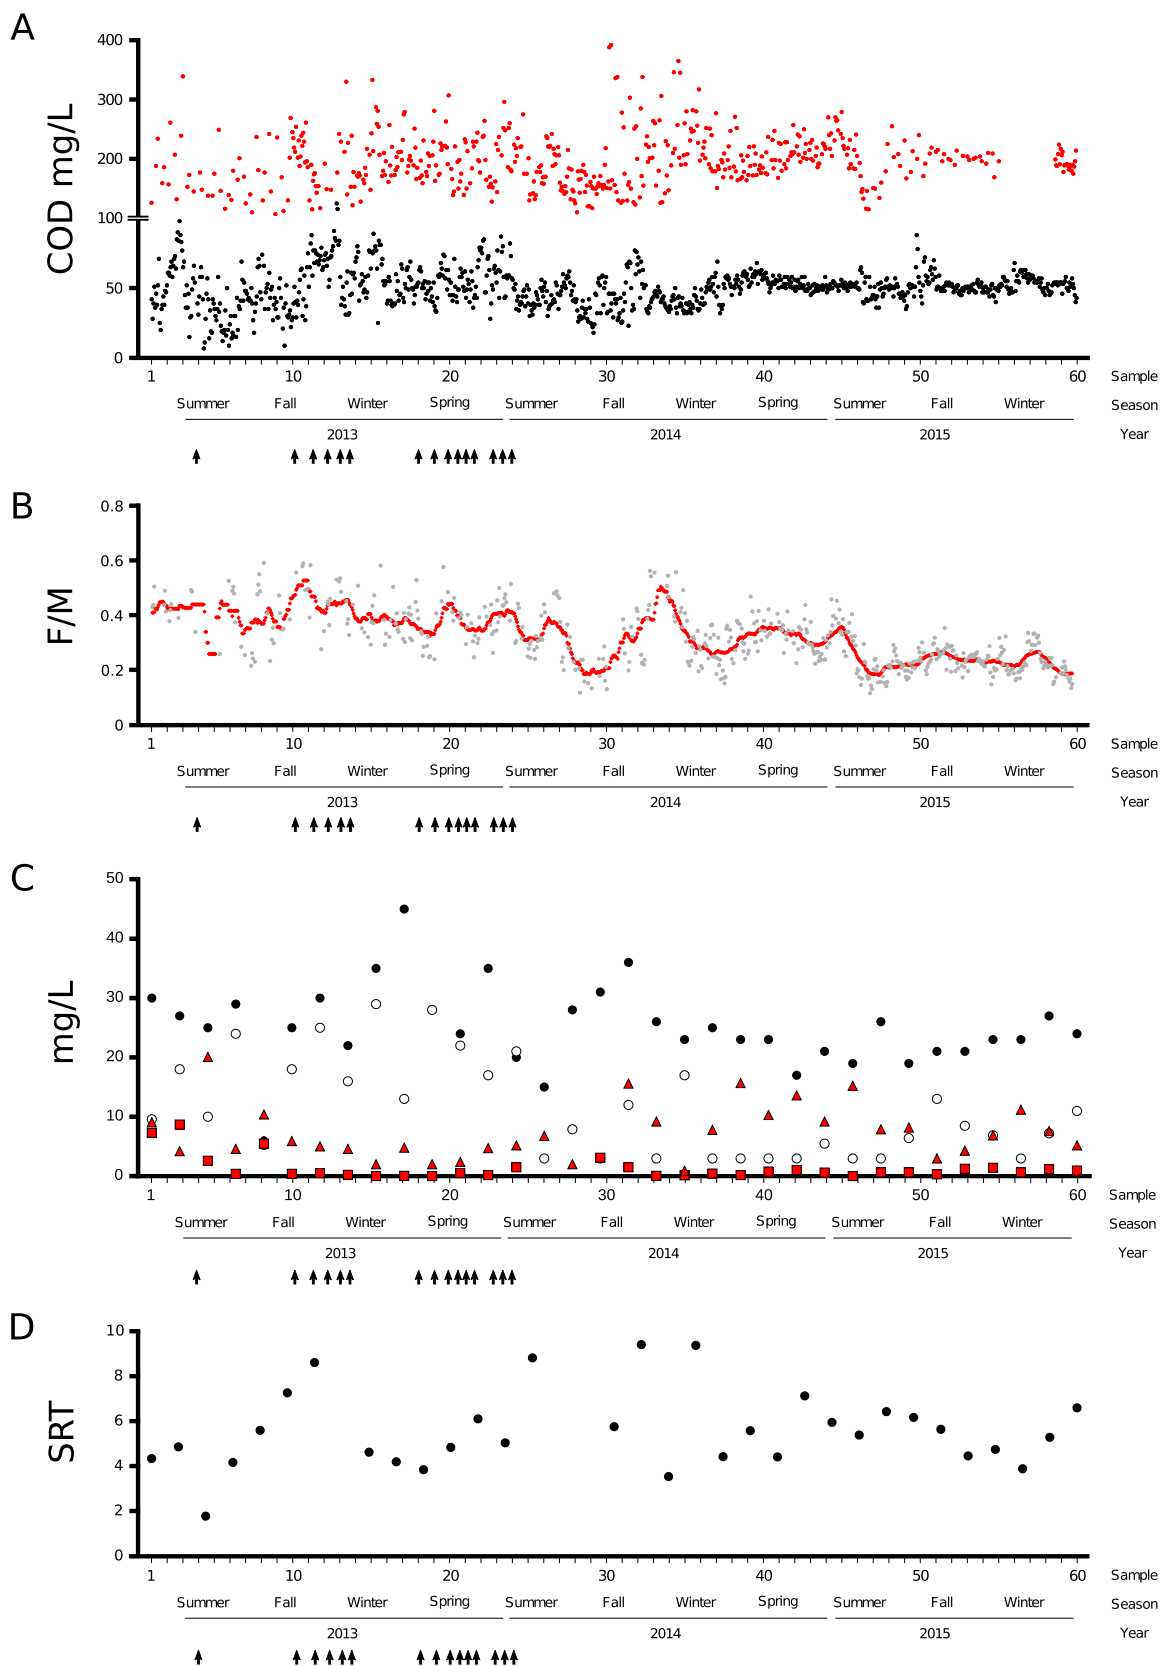 A
400
300
200
100
50
0
COD mg/L
1 10 20 30 40 50 60 Sample
Summer Fall Winter Spring Summer Fall Winter Spring Summer Fall Winter Season
2013 2014 2015 Year
B
0.8
0.6
0.4
0.2
0
F/M
1 10 20 30 40 50 60 Sample
Summer Fall Winter Spring Summer Fall Winter Spring Summer Fall Winter Season
2013 2014 2015 Year
C
50
40
30
20
10
0
mg/L
1 10 20 30 40 50 60 Sample
Summer Fall Winter Spring Summer Fall Winter Spring Summer Fall Winter Season
2013 2014 2015 Year
D
10
8
6
4
2
0
SRT
1 10 20 30 40 50 60 Sample
Summer Fall Winter Spring Summer Fall Winter Spring Summer Fall Winter Season
2013 2014 2015 Year